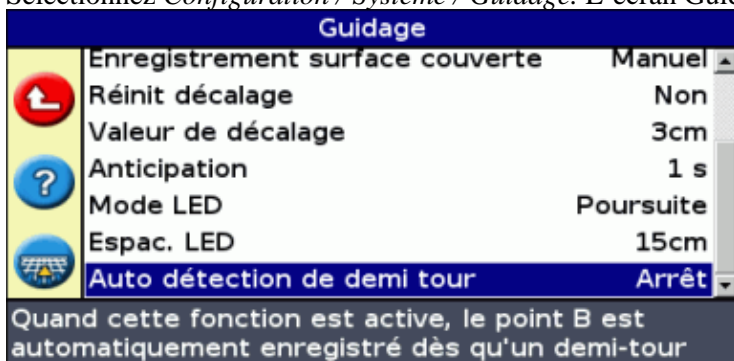 Sélectionnez Configuration / Système / Guidage. L'écran Guid
Guidage
Enregistrement surface couverte Manuel
Réinit décalage Non
Valeur de décalage 3cm
Anticipation 1 s
Mode LED Poursuite
Espac. LED 15cm
Auto détection de demi tour Arrêt
Quand cette fonction est active, le point B est
automatiquement enregistré dès qu'un demi-tour